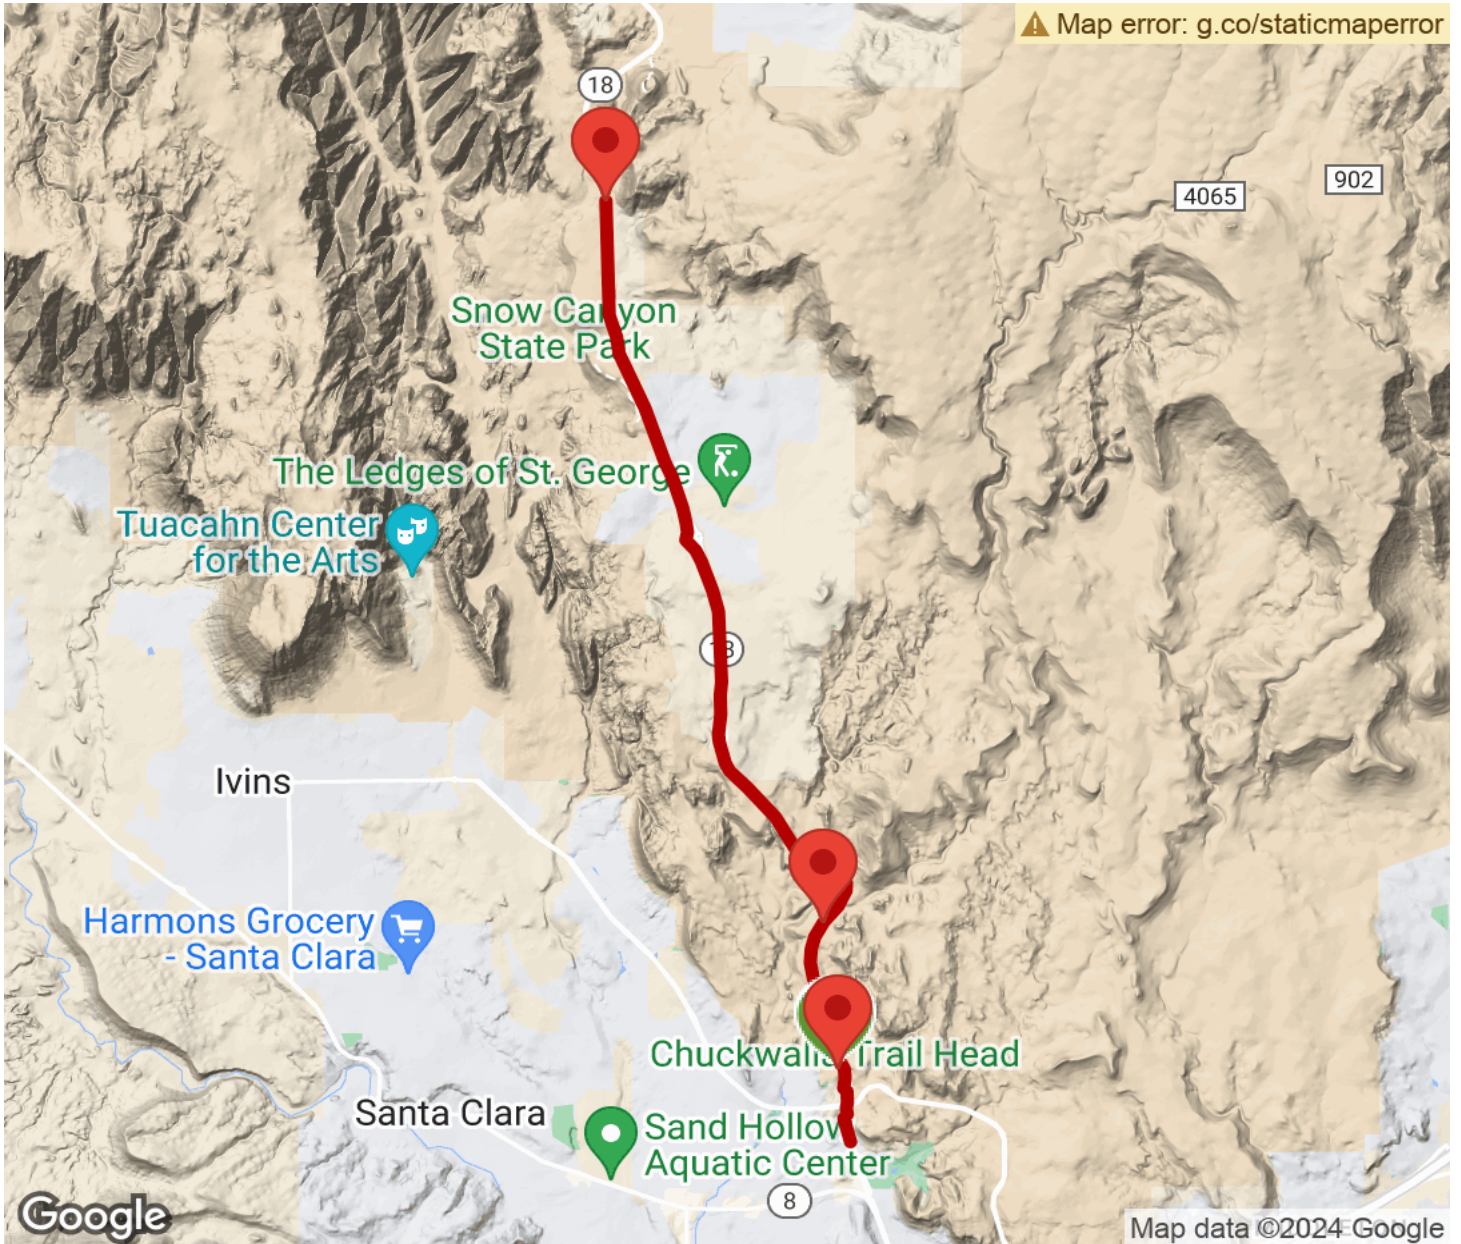 Map error: g.co/staticmaperror
18
902
4065
Snow Canyon
State Park
The Ledges of St. George
Tuacahn Center
for the Arts
18
Ivins
Harmons Grocery
- Santa Clara
Chuckwalla Trail Head
Santa Clara
Sand Hollow
Aquatic Center
8
Google
Map data ©2024 Google